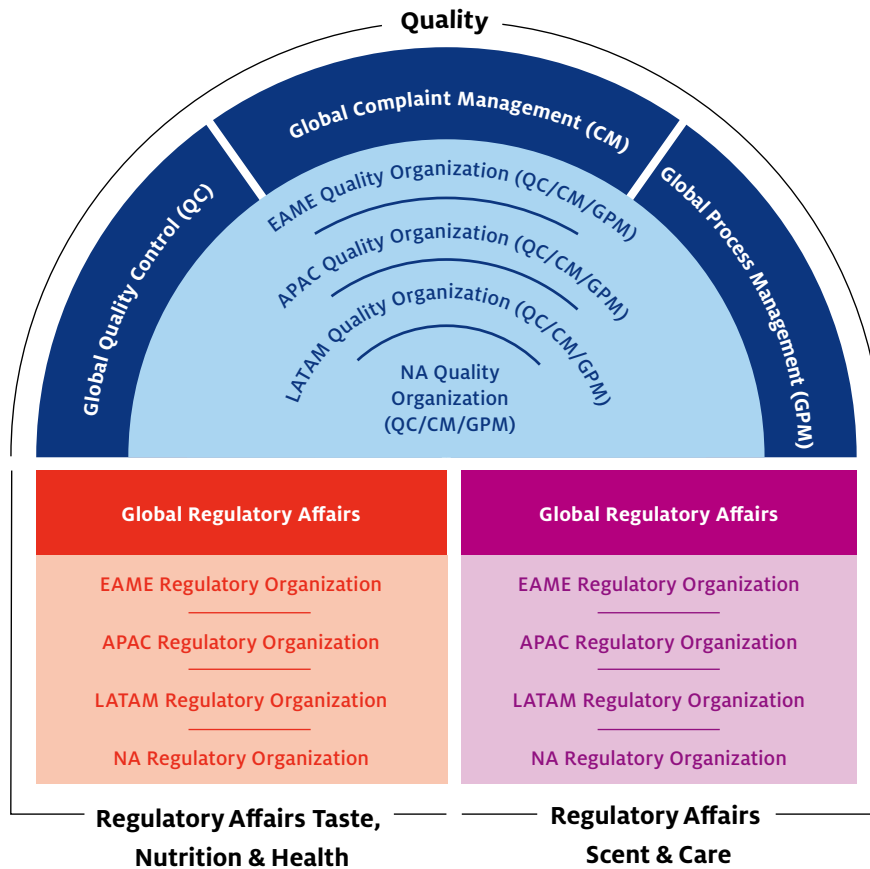 Quality
Global Quality Control (QC)
Global Complaint Management (CM)
Global Process Management (GPM)
EAME Quality Organization (QC/CM/GPM)
APAC Quality Organization (QC/CM/GPM)
LATAM Quality Organization (QC/CM/GPM)
NA Quality
Organization
(QC/CM/GPM)
Global Regulatory Affairs
EAME Regulatory Organization
APAC Regulatory Organization
LATAM Regulatory Organization
NA Regulatory Organization
Regulatory Affairs Taste,
Nutrition & Health
Global Regulatory Affairs
EAME Regulatory Organization
APAC Regulatory Organization
LATAM Regulatory Organization
NA Regulatory Organization
Regulatory Affairs
Scent & Care